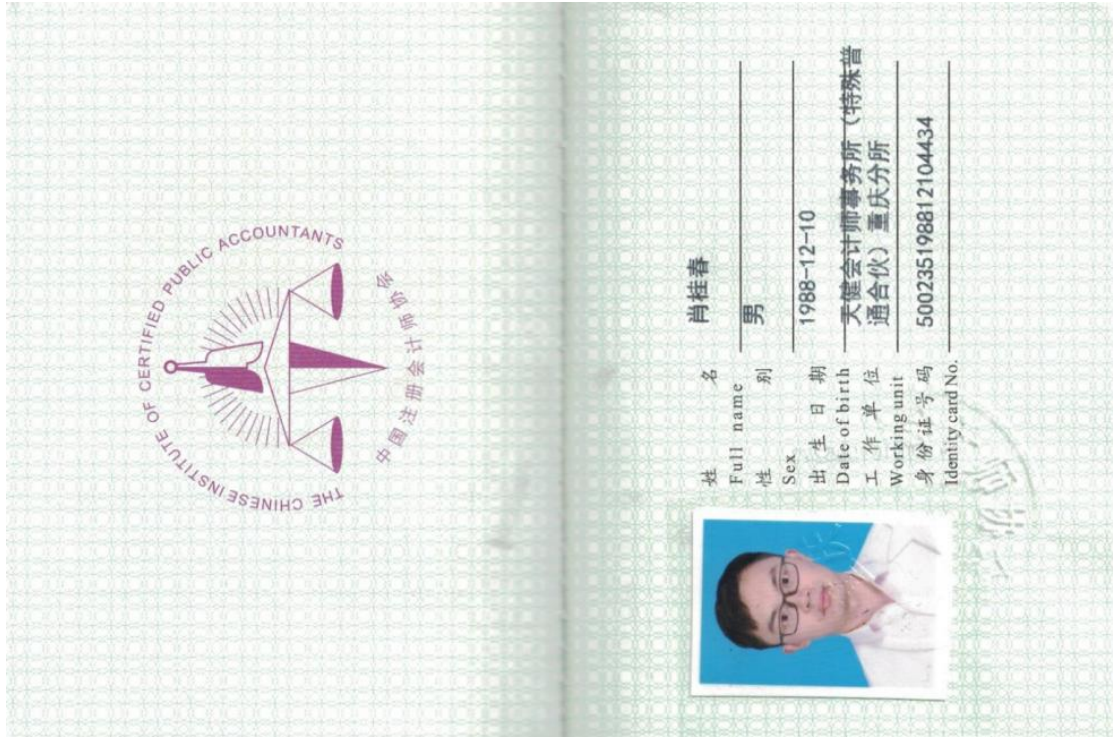 THE CHINESE INSTITUTE OF CERTIFIED PUBLIC ACCOUNTANTS
中国注册会计师协会
姓 名 肖桂春
Full name
性 别 男
Sex
出 生 日 期 1988-12-10
Date of birth
工 作 单 位 天健会计师事务所（特殊普
Working unit 通合伙）重庆分所
身份证号码 500235198812104434
Identity card No.